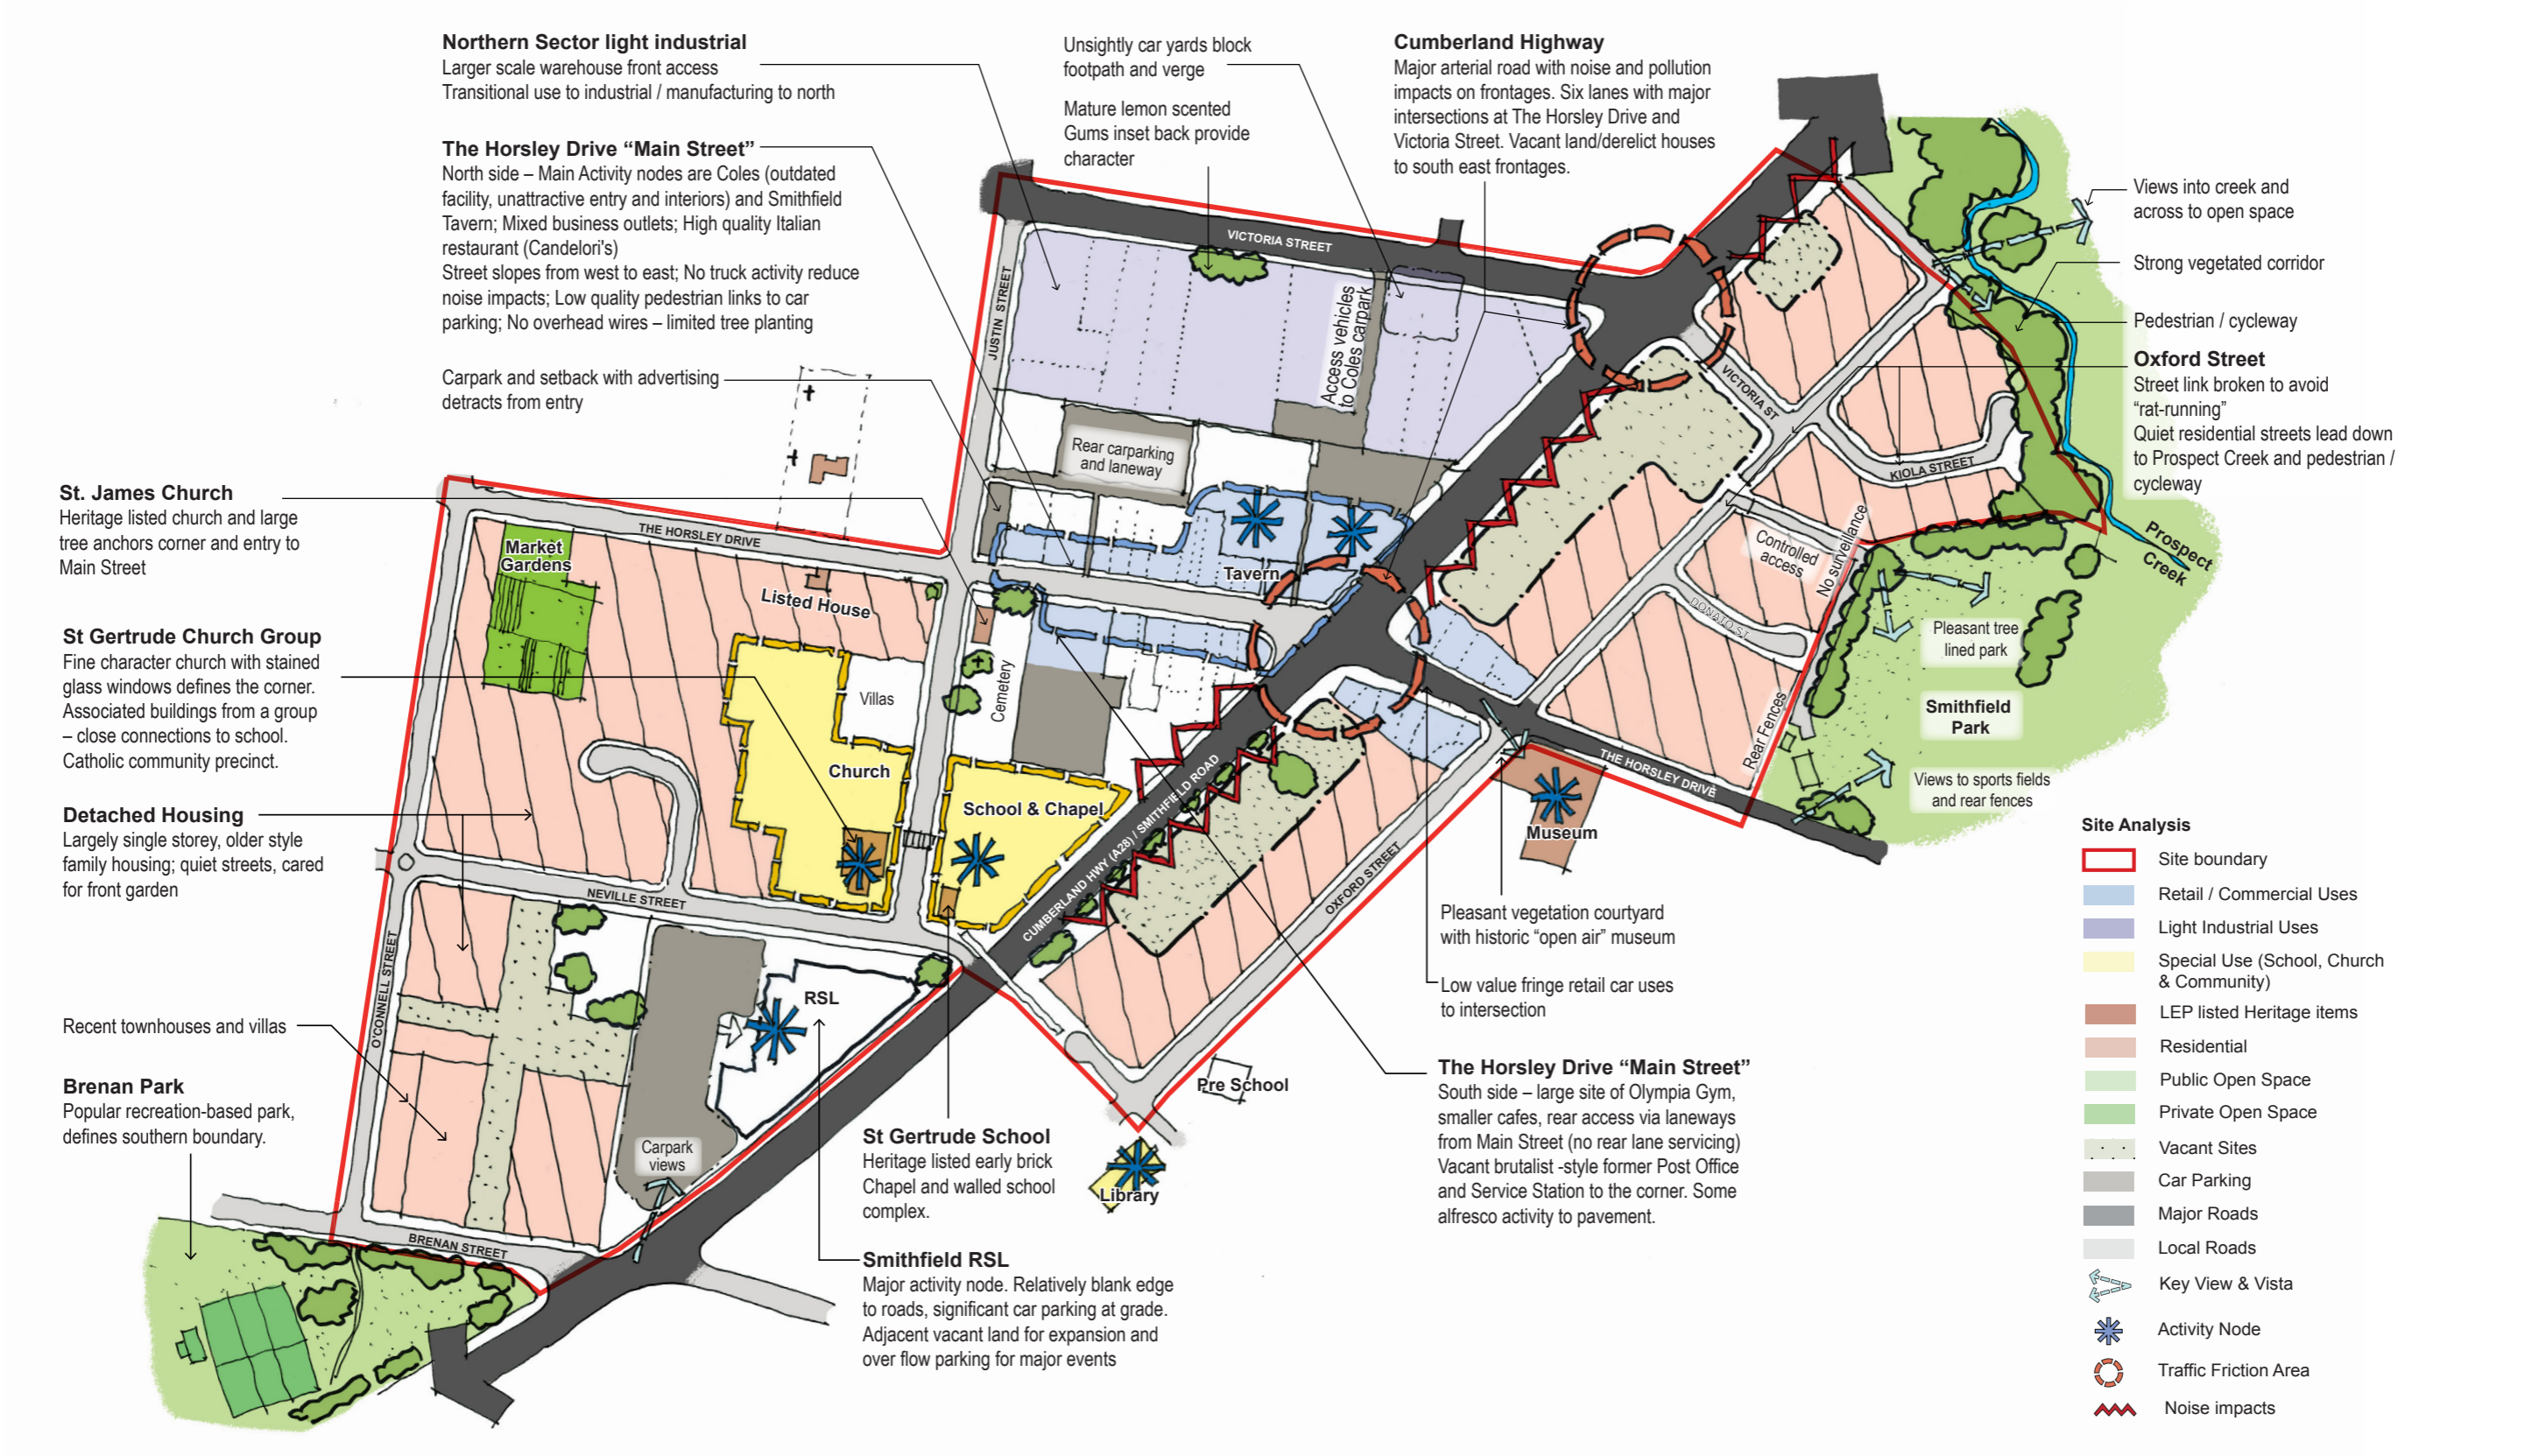 Northern Sector light industrial
Larger scale warehouse front access
Transitional use to industrial / manufacturing to north
The Horsley Drive “Main Street”
North side – Main Activity nodes are Coles (outdated
facility, unattractive entry and interiors) and Smithfield
Tavern; Mixed business outlets; High quality Italian
restaurant (Candelori's)
Street slopes from west to east; No truck activity reduce
noise impacts; Low quality pedestrian links to car
parking; No overhead wires – limited tree planting
Carpark and setback with advertising
detracts from entry
Unsightly car yards block
footpath and verge
Mature lemon scented
Gums inset back provide
character
Cumberland Highway
Major arterial road with noise and pollution
impacts on frontages. Six lanes with major
intersections at The Horsley Drive and
Victoria Street. Vacant land/derelict houses
to south east frontages.
Views into creek and
across to open space
Strong vegetated corridor
Pedestrian / cycleway
Oxford Street
Street link broken to avoid
“rat-running”
Quiet residential streets lead down
to Prospect Creek and pedestrian /
cycleway
St. James Church
Heritage listed church and large
tree anchors corner and entry to
Main Street
St Gertrude Church Group
Fine character church with stained
glass windows defines the corner.
Associated buildings from a group
– close connections to school.
Catholic community precinct.
Detached Housing
Largely single storey, older style
family housing; quiet streets, cared
for front garden
Recent townhouses and villas
Brenan Park
Popular recreation-based park,
defines southern boundary.
VICTORIA STREET
JUSTIN STREET
Access vehicles
to Coles carpark
Rear carparking
and laneway
VICTORIA ST
KIOLA STREET
THE HORSLEY DRIVE
Market
Gardens
Listed House
Tavern
Controlled
access
No surveillance
DONATO ST
Prospect
Creek
Pleasant tree
lined park
Smithfield
Park
Views to sports fields
and rear fences
Rear Fences
THE HORSLEY DRIVE
Villas
Cemetery
Church
School & Chapel
CUMBERLAND HWY (A28) / SMITHFIELD ROAD
OXFORD STREET
Museum
NEVILLE STREET
O'CONNELL STREET
RSL
Carpark
views
BRENAN STREET
Pre School
Library
Pleasant vegetation courtyard
with historic “open air” museum
Low value fringe retail car uses
to intersection
The Horsley Drive “Main Street”
South side – large site of Olympia Gym,
smaller cafes, rear access via laneways
from Main Street (no rear lane servicing)
Vacant brutalist -style former Post Office
and Service Station to the corner. Some
alfresco activity to pavement.
St Gertrude School
Heritage listed early brick
Chapel and walled school
complex.
Smithfield RSL
Major activity node. Relatively blank edge
to roads, significant car parking at grade.
Adjacent vacant land for expansion and
over flow parking for major events
Site Analysis
Site boundary
Retail / Commercial Uses
Light Industrial Uses
Special Use (School, Church
& Community)
LEP listed Heritage items
Residential
Public Open Space
Private Open Space
Vacant Sites
Car Parking
Major Roads
Local Roads
Key View & Vista
Activity Node
Traffic Friction Area
Noise impacts